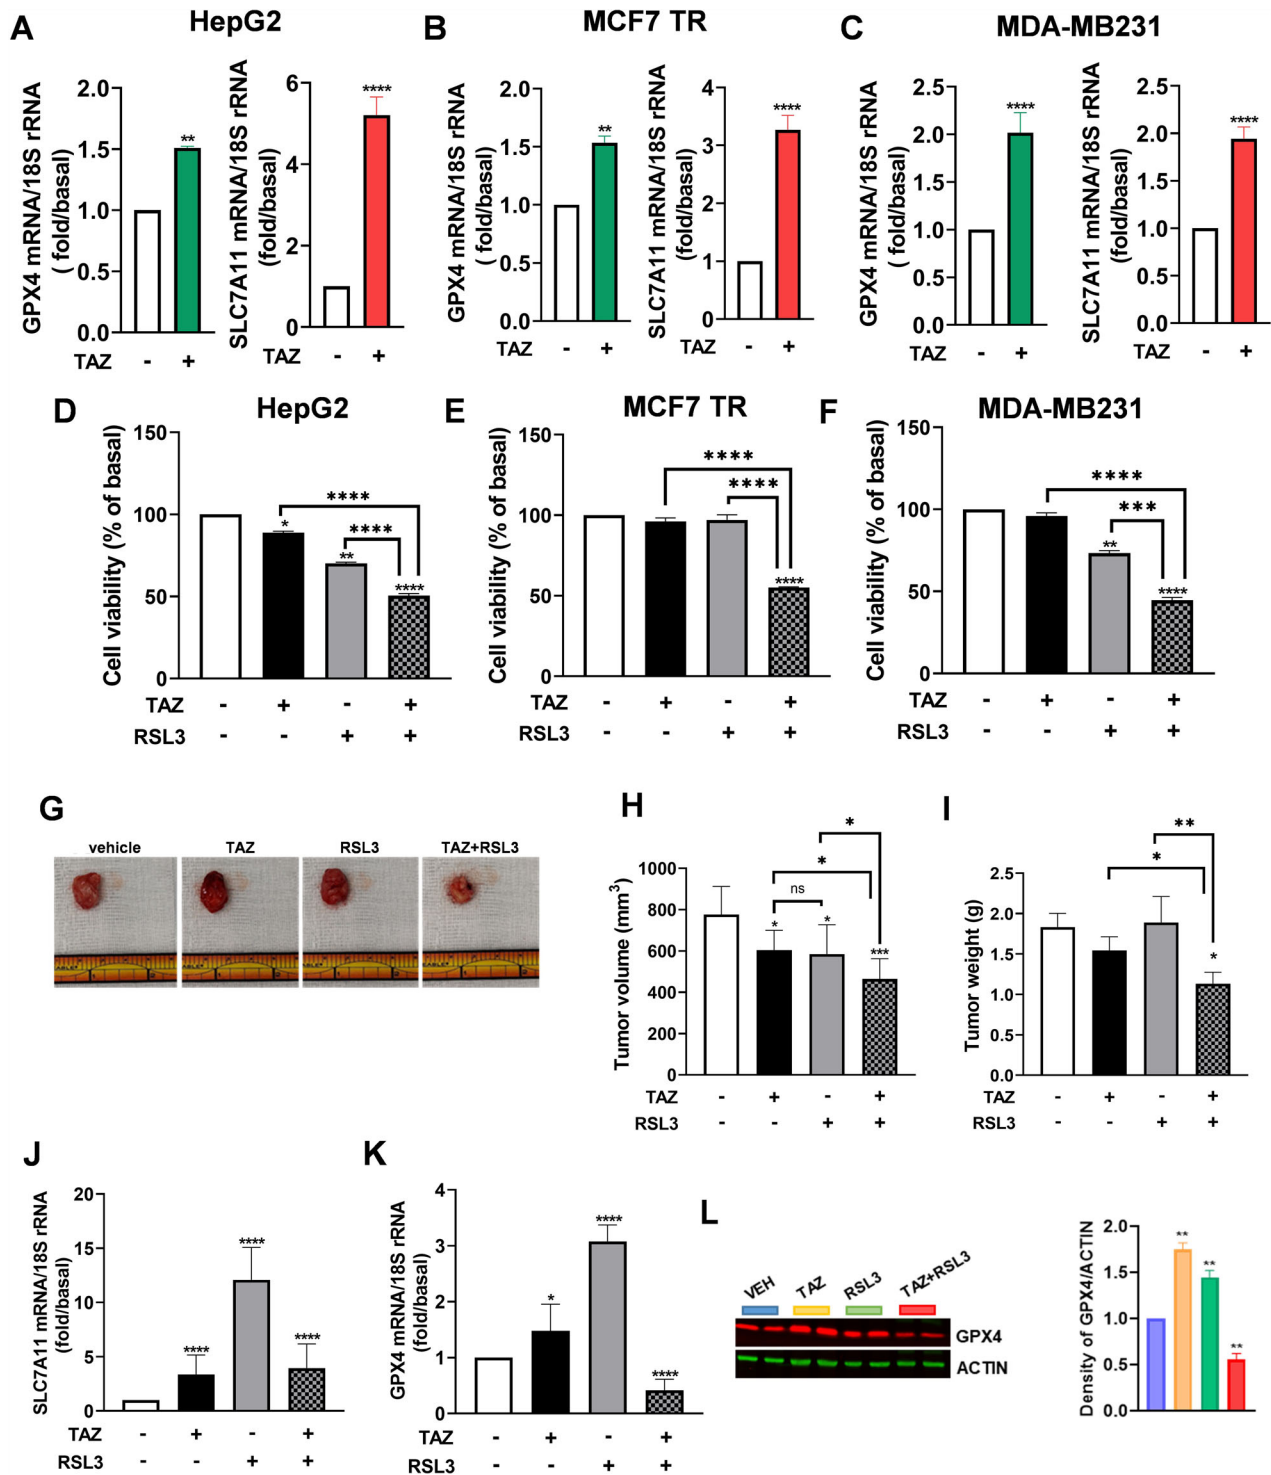 A
HepG2
B
MCF7 TR
C
MDA-MB231
GPX4 mRNA/18S rRNA
( fold/basal)
2.0
1.5
1.0
0.5
0.0
**
TAZ
-
+
SLC7A11 mRNA/18S rRNA
(fold/basal)
6
4
2
0
****
TAZ
-
+
GPX4 mRNA/18S rRNA
( fold/basal)
2.0
1.5
1.0
0.5
0.0
**
TAZ
-
+
SLC7A11 mRNA/18S rRNA
(fold/basal)
4
3
2
1
0
****
TAZ
-
+
GPX4 mRNA/18S rRNA
( fold/basal)
2.5
2.0
1.5
1.0
0.5
0.0
****
TAZ
-
+
SLC7A11 mRNA/18S rRNA
(fold/basal)
2.5
2.0
1.5
1.0
0.5
0.0
****
TAZ
-
+
D
HepG2
Cell viability (% of basal)
150
100
50
0
****
****
*
**
****
TAZ - + - +
RSL3 - - + +
E
MCF7 TR
Cell viability (% of basal)
150
100
50
0
****
****
****
TAZ - + - +
RSL3 - - + +
F
MDA-MB231
Cell viability (% of basal)
150
100
50
0
****
***
**
****
TAZ - + - +
RSL3 - - + +
G
vehicle
TAZ
RSL3
TAZ+RSL3
H
Tumor volume (mm³)
1000
800
600
400
200
0
*
*
ns
*
*
***
TAZ - + - +
RSL3 - - + +
I
Tumor weight (g)
2.5
2.0
1.5
1.0
0.5
0.0
**
*
*
TAZ - + - +
RSL3 - - + +
J
SLC7A11 mRNA/18S rRNA
(fold/basal)
20
15
10
5
0
****
****
****
TAZ - + - +
RSL3 - - + +
K
GPX4 mRNA/18S rRNA
(fold/basal)
4
3
2
1
0
*
****
****
TAZ - + - +
RSL3 - - + +
L
VEH
TAZ
RSL3
TAZ+RSL3
GPX4
ACTIN
Density of GPX4/ACTIN
2.0
1.5
1.0
0.5
0.0
**
**
**